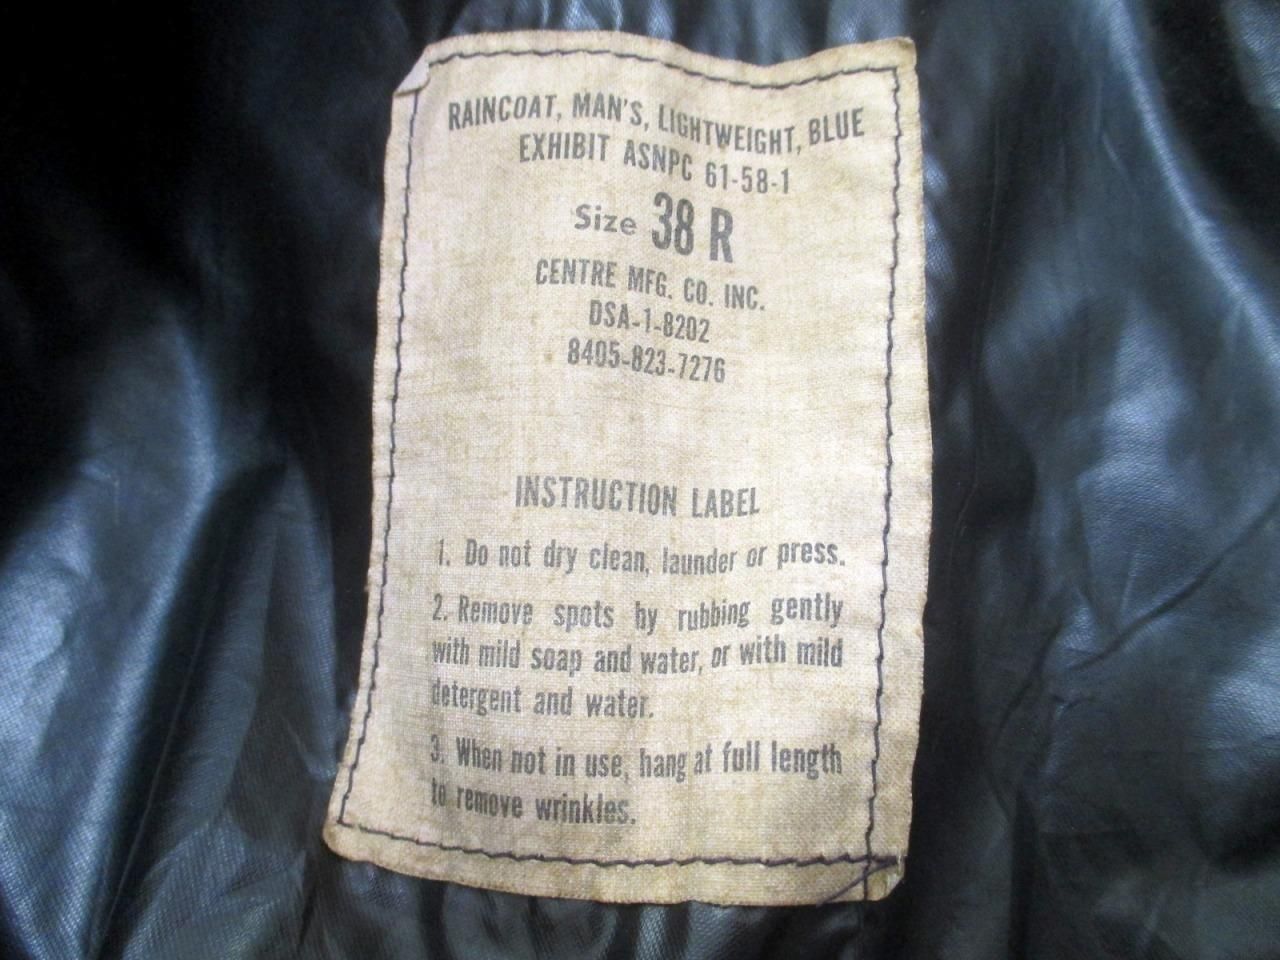 RAINCOAT, MAN'S, LIGHTWEIGHT, BLUE
EXHIBIT ASNPC 61-58-1
Size 38 R
CENTRE MFG. CO. INC.
DSA-1-8202
8405-823-7276
INSTRUCTION LABEL
1. Do not dry clean, launder or press.
2. Remove spots by rubbing gently
with mild soap and water, or with mild
detergent and water.
3. When not in use, hang at full length
to remove wrinkles.